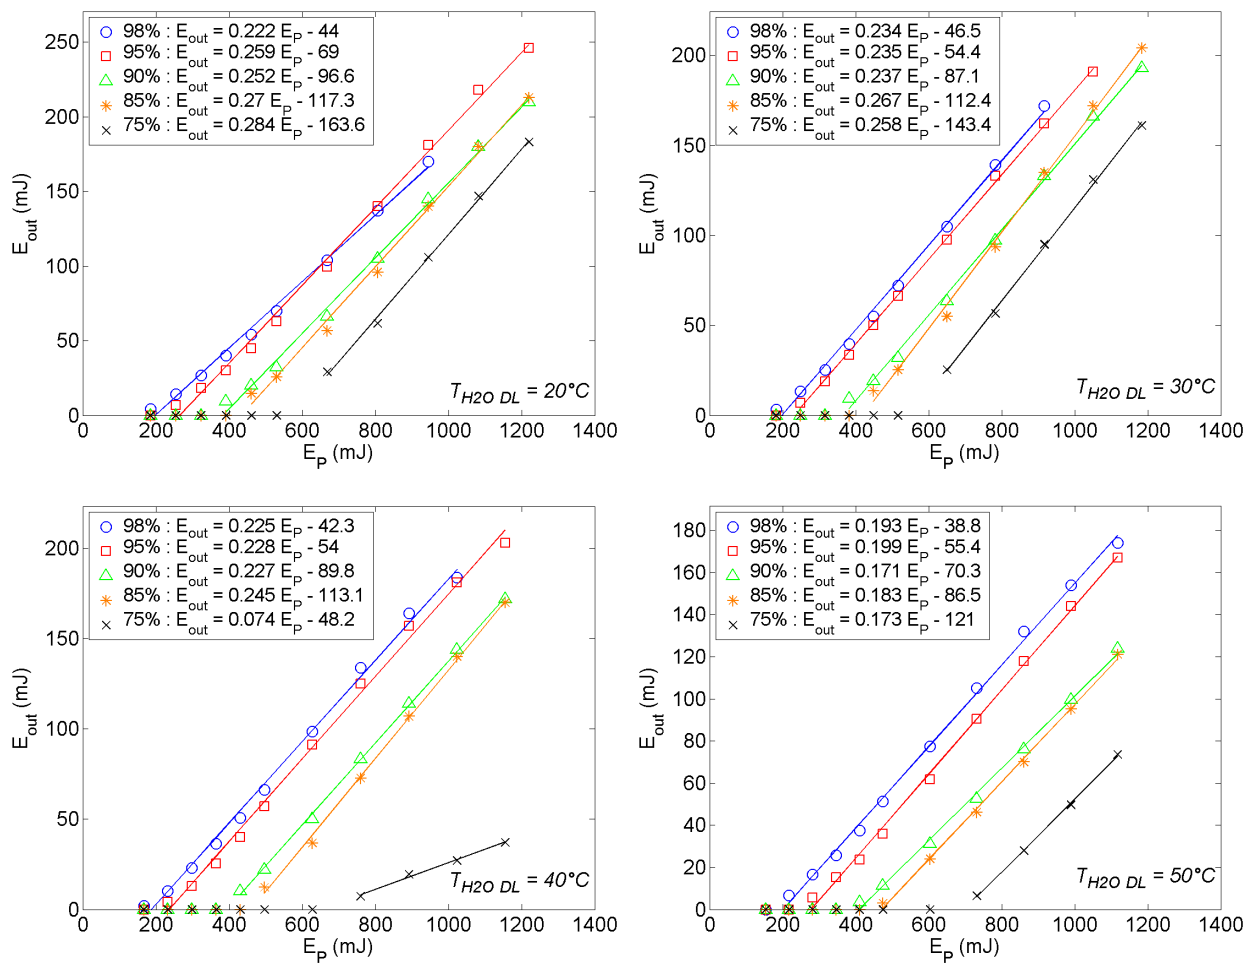 98% : E_out = 0.222 E_P - 44
95% : E_out = 0.259 E_P - 69
90% : E_out = 0.252 E_P - 96.6
85% : E_out = 0.27 E_P - 117.3
75% : E_out = 0.284 E_P - 163.6
250
200
150
100
50
0
E_out (mJ)
T_H2O DL = 20°C
0 200 400 600 800 1000 1200 1400
E_P (mJ)
98% : E_out = 0.234 E_P - 46.5
95% : E_out = 0.235 E_P - 54.4
90% : E_out = 0.237 E_P - 87.1
85% : E_out = 0.267 E_P - 112.4
75% : E_out = 0.258 E_P - 143.4
200
150
100
50
0
E_out (mJ)
T_H2O DL = 30°C
0 200 400 600 800 1000 1200 1400
E_P (mJ)
98% : E_out = 0.225 E_P - 42.3
95% : E_out = 0.228 E_P - 54
90% : E_out = 0.227 E_P - 89.8
85% : E_out = 0.245 E_P - 113.1
75% : E_out = 0.074 E_P - 48.2
200
150
100
50
0
E_out (mJ)
T_H2O DL = 40°C
0 200 400 600 800 1000 1200 1400
E_P (mJ)
98% : E_out = 0.193 E_P - 38.8
95% : E_out = 0.199 E_P - 55.4
90% : E_out = 0.171 E_P - 70.3
85% : E_out = 0.183 E_P - 86.5
75% : E_out = 0.173 E_P - 121
180
160
140
120
100
80
60
40
20
0
E_out (mJ)
T_H2O DL = 50°C
0 200 400 600 800 1000 1200 1400
E_P (mJ)